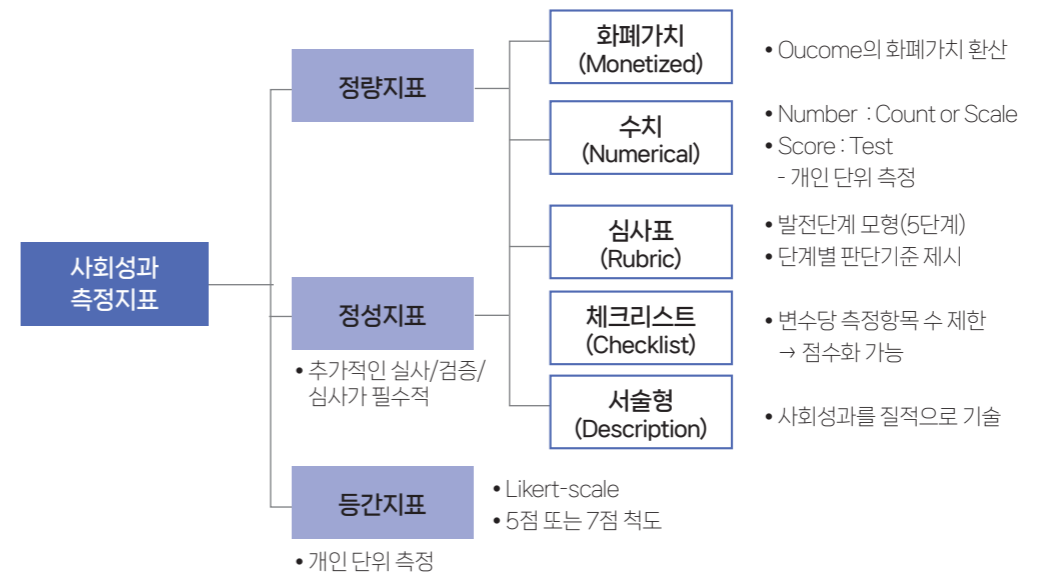 사회성과
측정지표
정량지표
화폐가치
(Monetized)
• Oucome의 화폐가치 환산
수치
(Numerical)
• Number : Count or Scale
• Score : Test
- 개인 단위 측정
정성지표
• 추가적인 실사/검증/
심사가 필수적
심사표
(Rubric)
• 발전단계 모형(5단계)
• 단계별 판단기준 제시
체크리스트
(Checklist)
• 변수당 측정항목 수 제한
→ 점수화 가능
서술형
(Description)
• 사회성과를 질적으로 기술
등간지표
• 개인 단위 측정
• Likert-scale
• 5점 또는 7점 척도